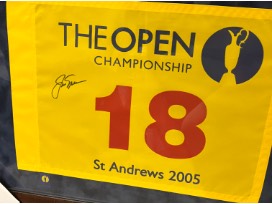 THE OPEN
CHAMPIONSHIP
18
St Andrews 2005